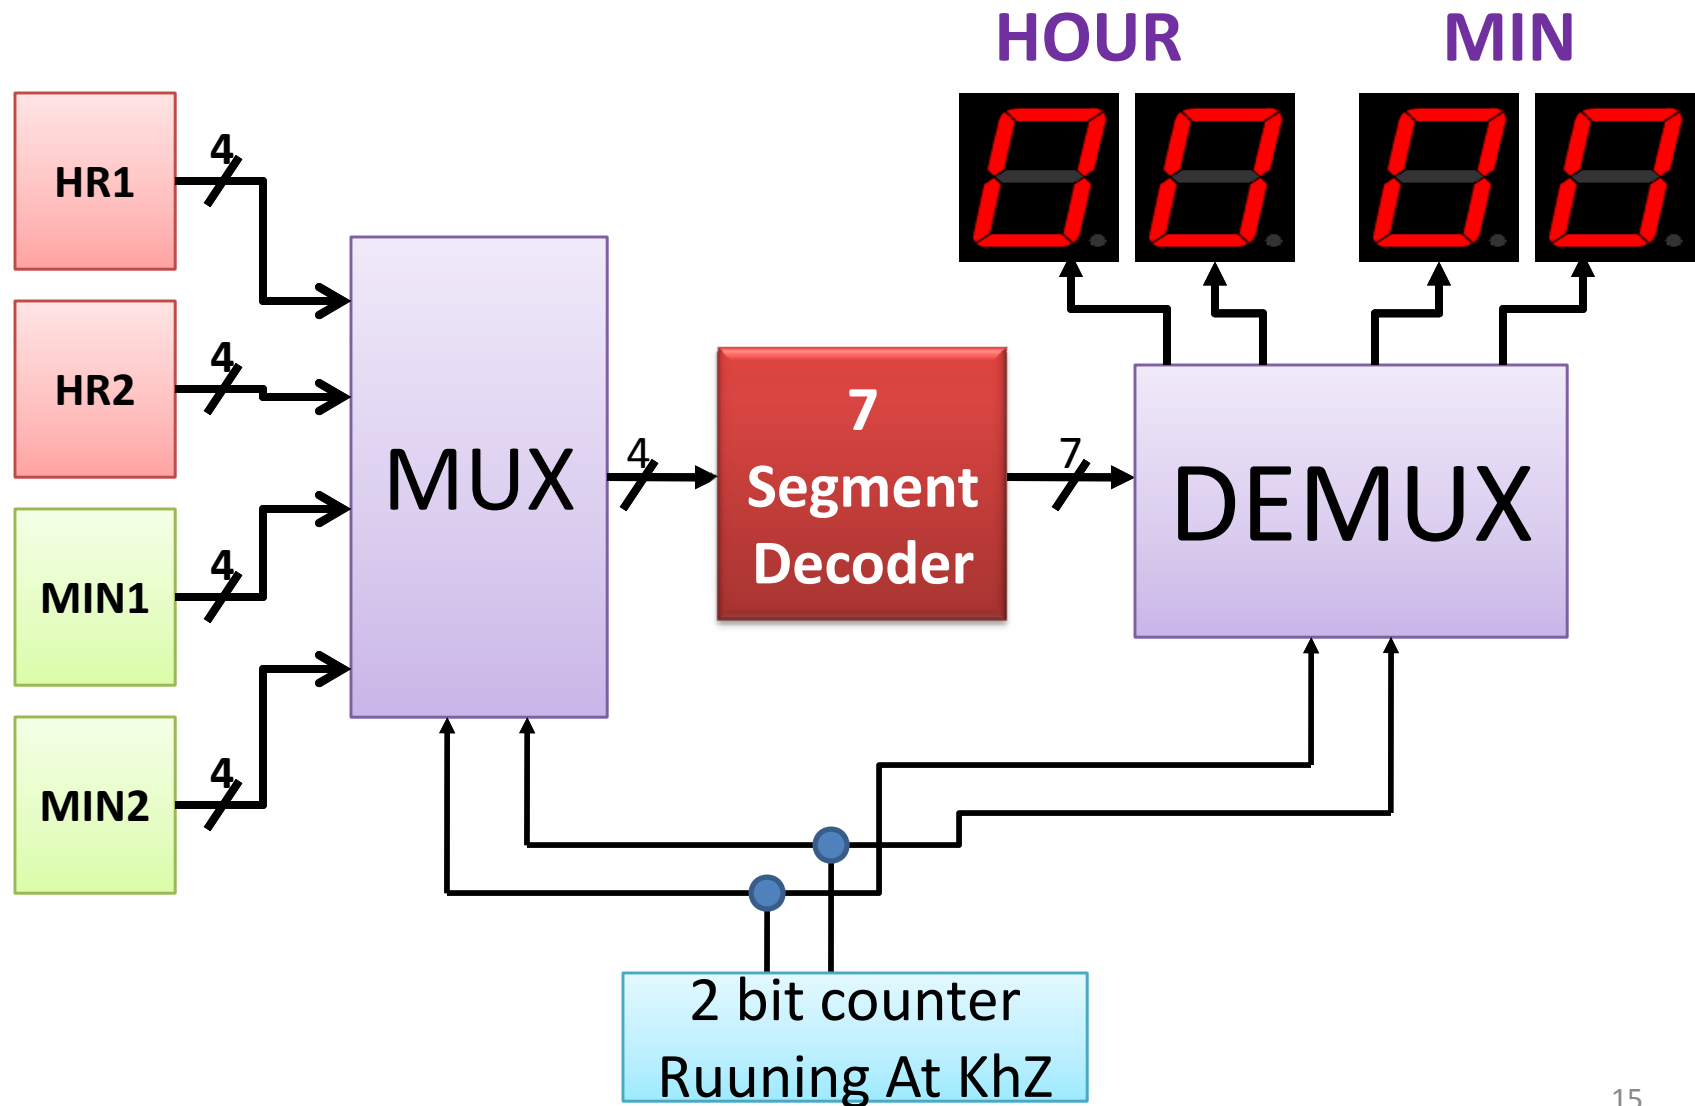 HOUR MIN
HR1
4
HR2
4
MIN1
4
MIN2
4
MUX
4
7
Segment
Decoder
7
DEMUX
2 bit counter
Ruuning At KhZ
15